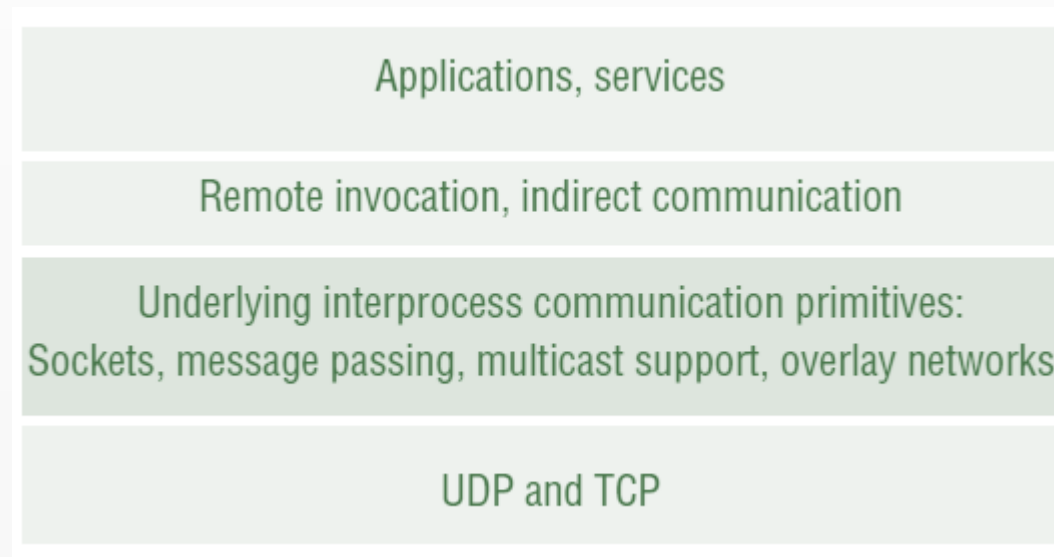 Applications, services
Remote invocation, indirect communication
Underlying interprocess communication primitives:
Sockets, message passing, multicast support, overlay networks
UDP and TCP